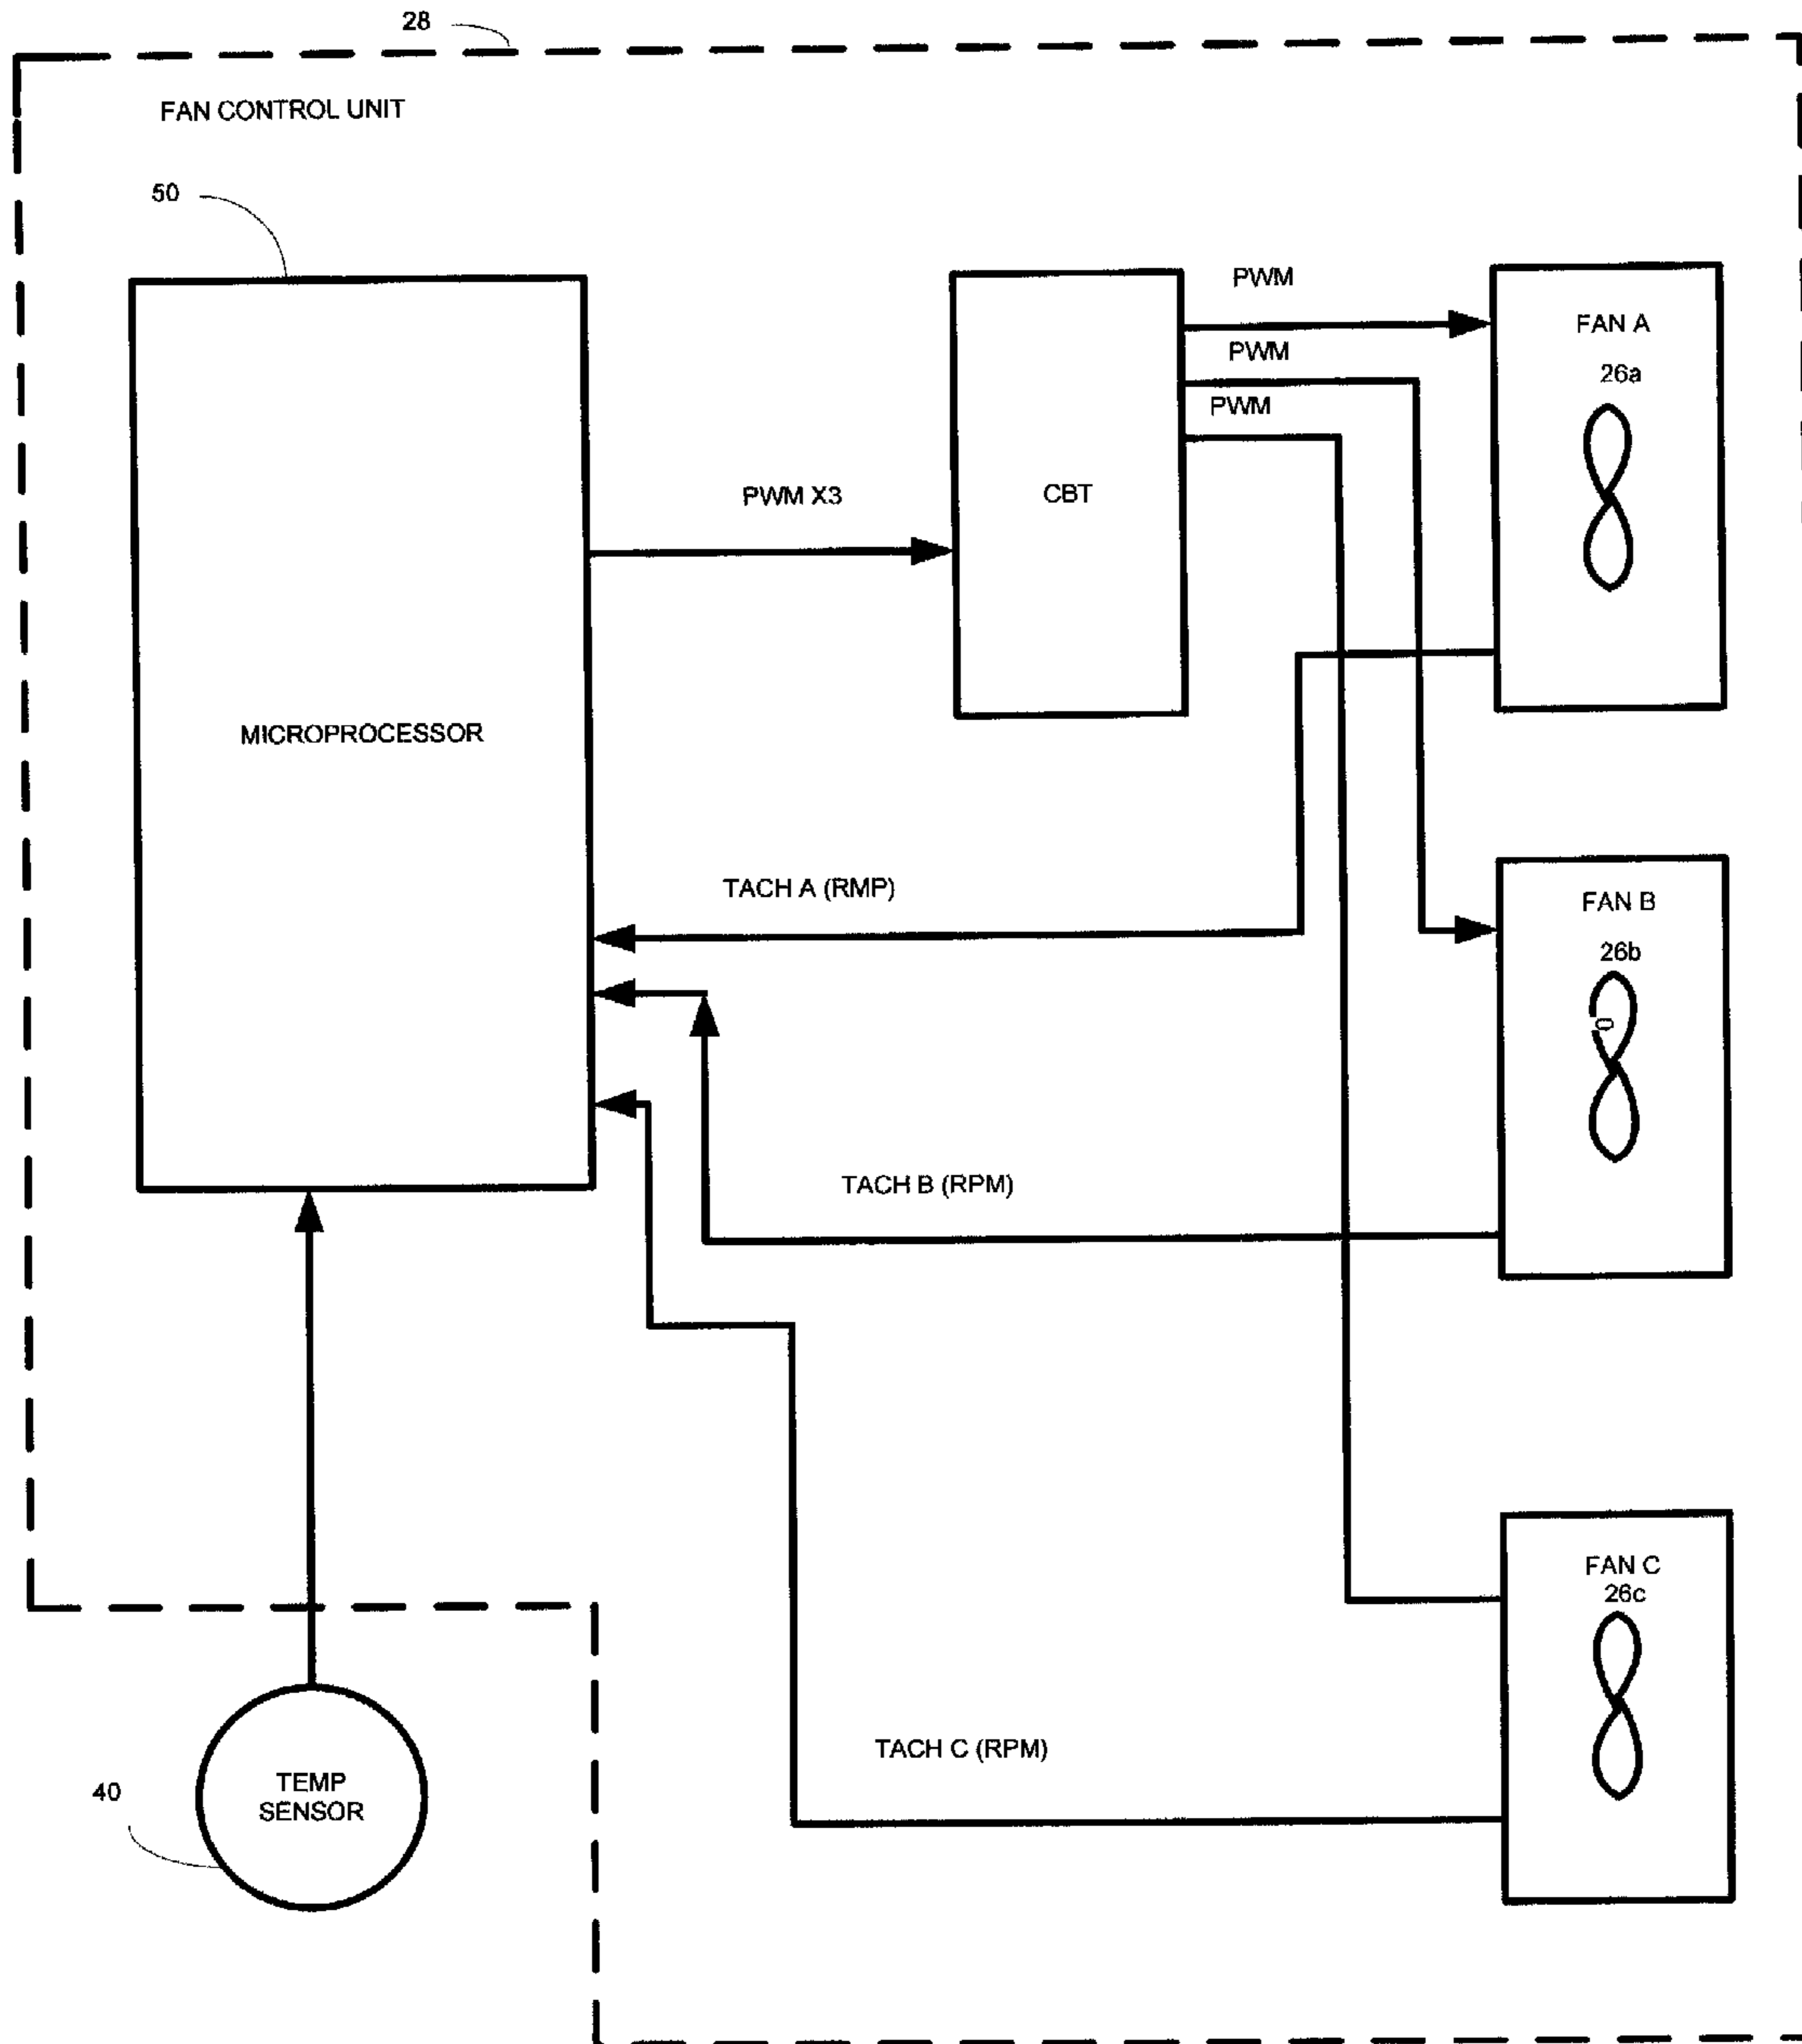 28
FAN CONTROL UNIT
50
PWM
FAN A
PWM
26a
PWM
PWM X3
CBT
MICROPROCESSOR
TACH A (RMP)
FAN B
26b
0
TACH B (RPM)
FAN C
26c
TACH C (RPM)
40
TEMP
SENSOR